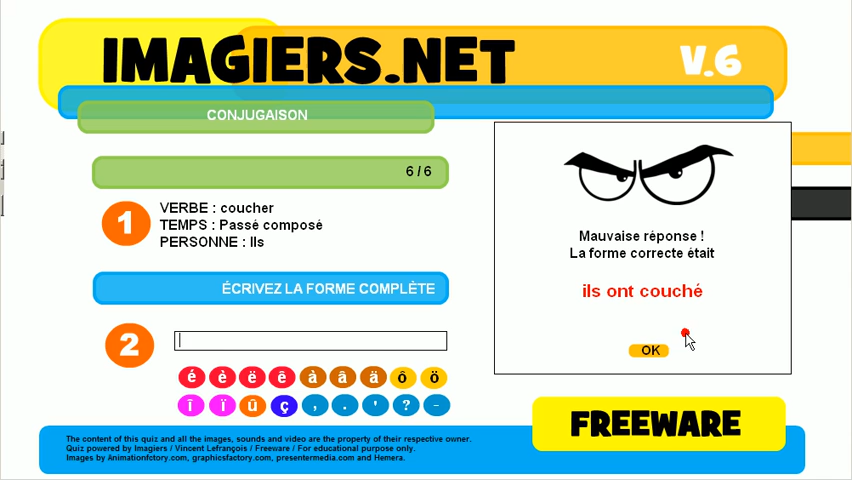 IMAGIERS.NET
V.6
CONJUGAISON
6 / 6
1
VERBE : coucher
TEMPS : Passé composé
PERSONNE : Ils
ÉCRIVEZ LA FORME COMPLÈTE
2
é è ë ê à â ä ô ö
î ï û ç , . ' ? -
Mauvaise réponse !
La forme correcte était
ils ont couché
OK
FREEWARE
The content of this quiz and all the images, sounds and video are the property of their respective owner.
Quiz powered by Imagiers / Vincent Lefrançois / Freeware / For educational purpose only.
Images by Animationfctory.com, graphicsfactory.com, presentermedia.com and Hemera.